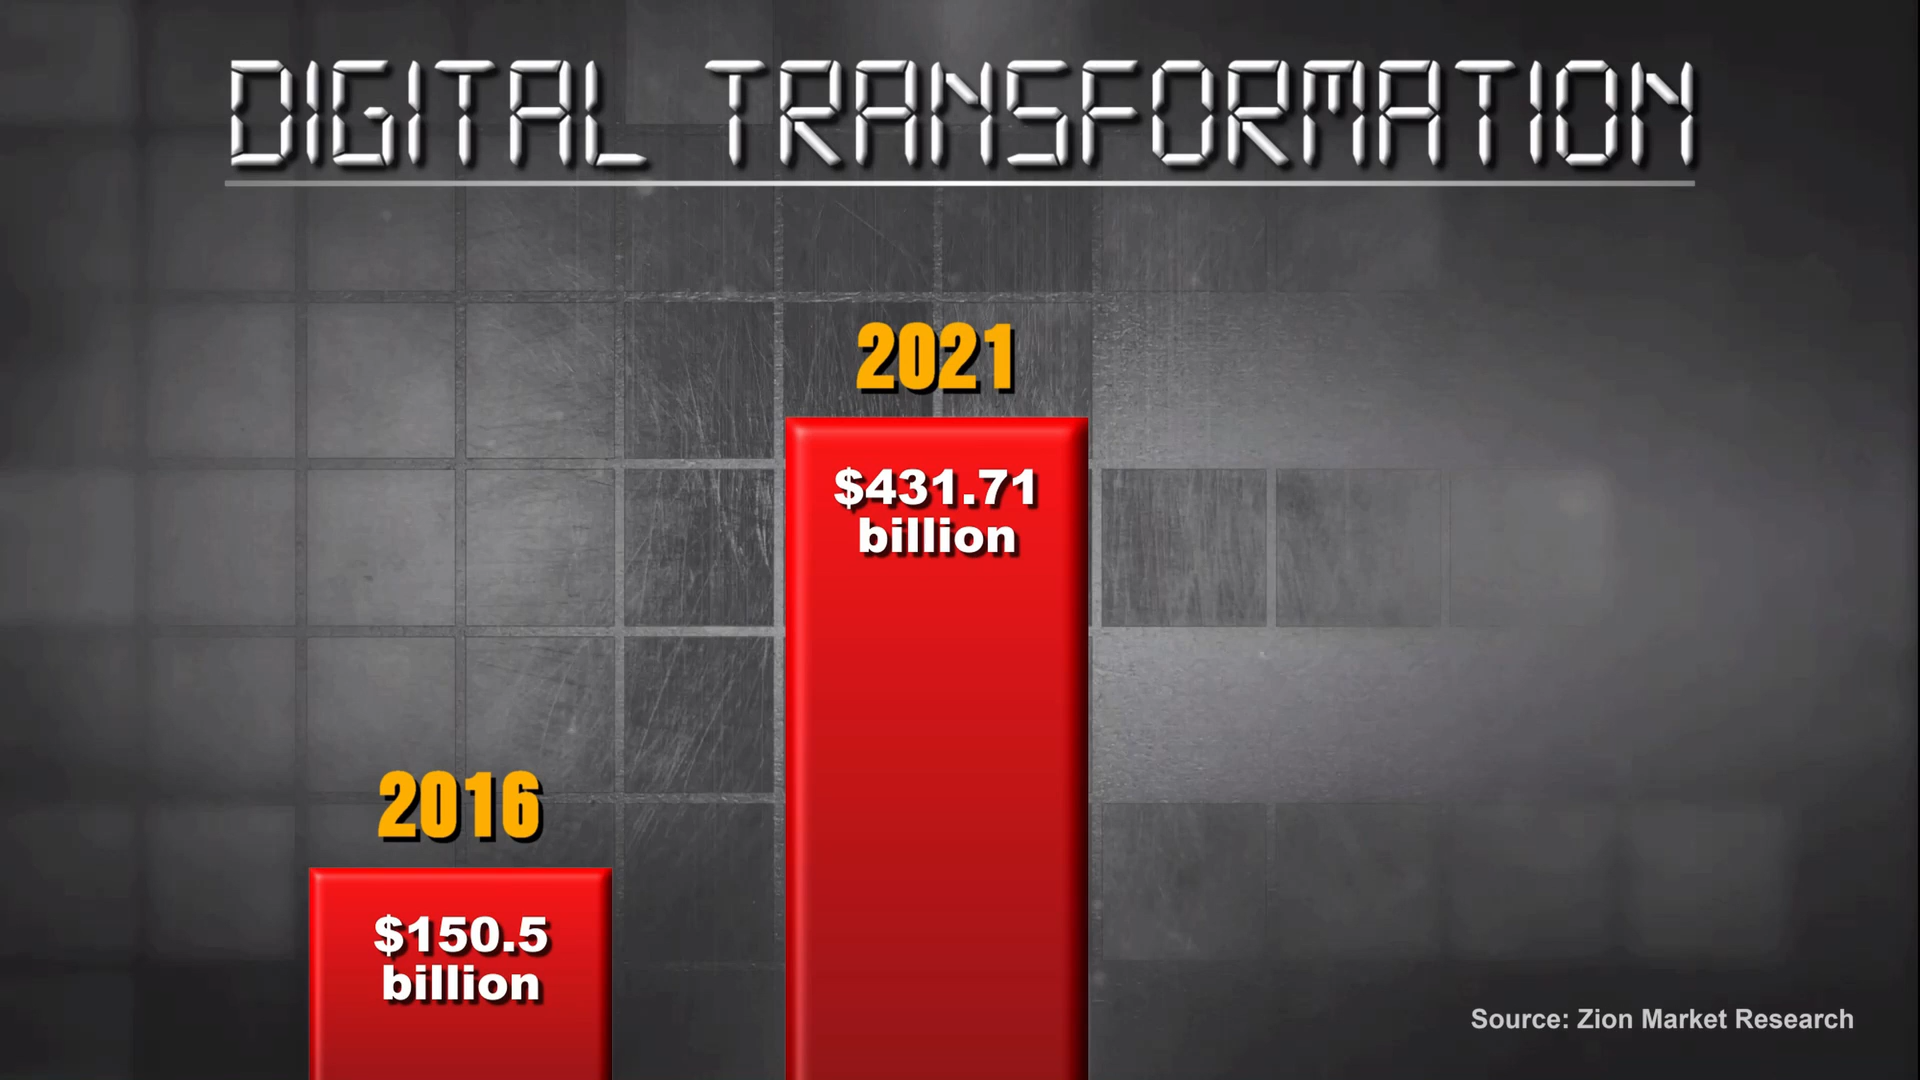 DIGITAL TRANSFORMATION
2021
$431.71
billion
2016
$150.5
billion
Source: Zion Market Research